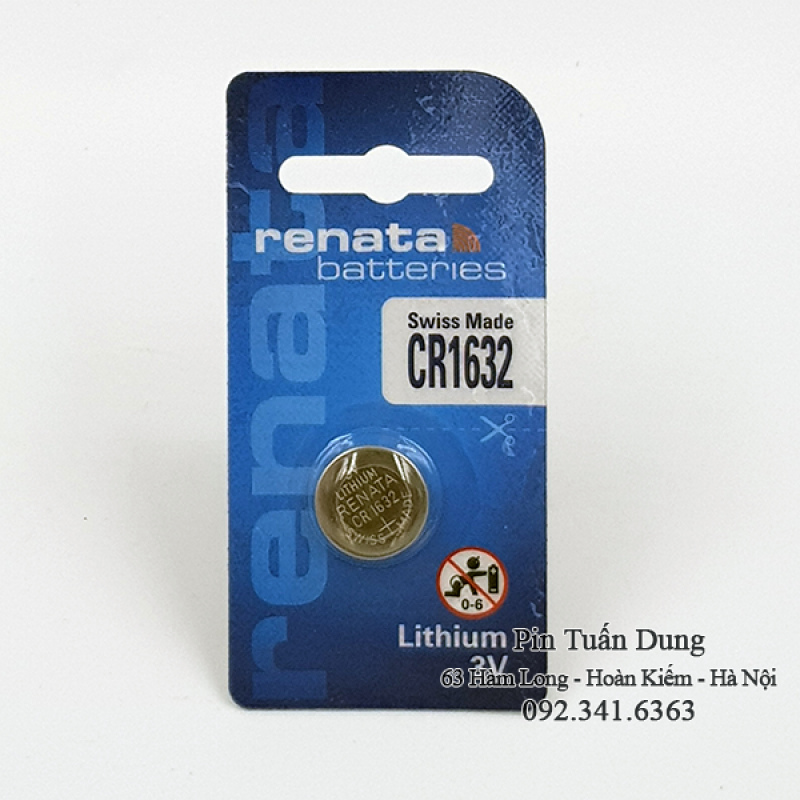 renata
renata
batteries
Swiss Made
CR1632
LITHIUM
RENATA
CR 1632
+
SWISS MADE
0-6
Lithium
3V
Pin Tuấn Dung
63 Hàm Long - Hoàn Kiếm - Hà Nội
092.341.6363